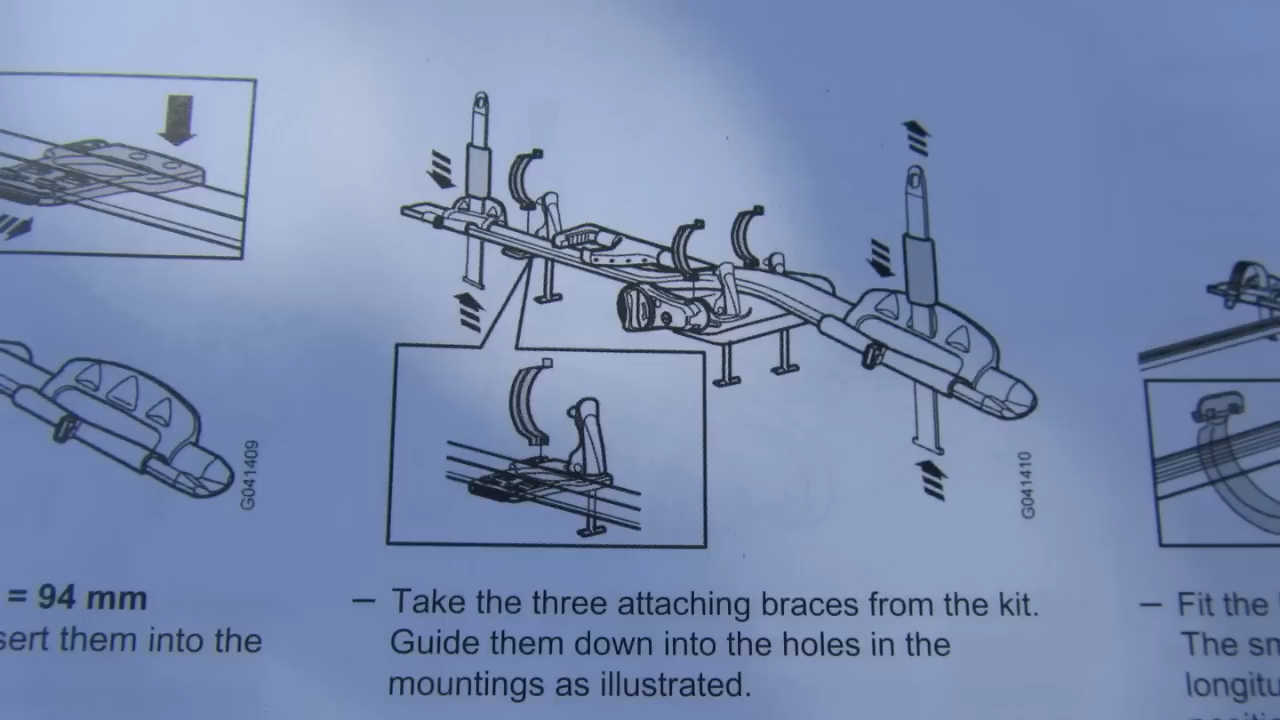 G041409
G041410
= 94 mm
sert them into the
— Take the three attaching braces from the kit.
Guide them down into the holes in the
mountings as illustrated.
— Fit the
The
longitu